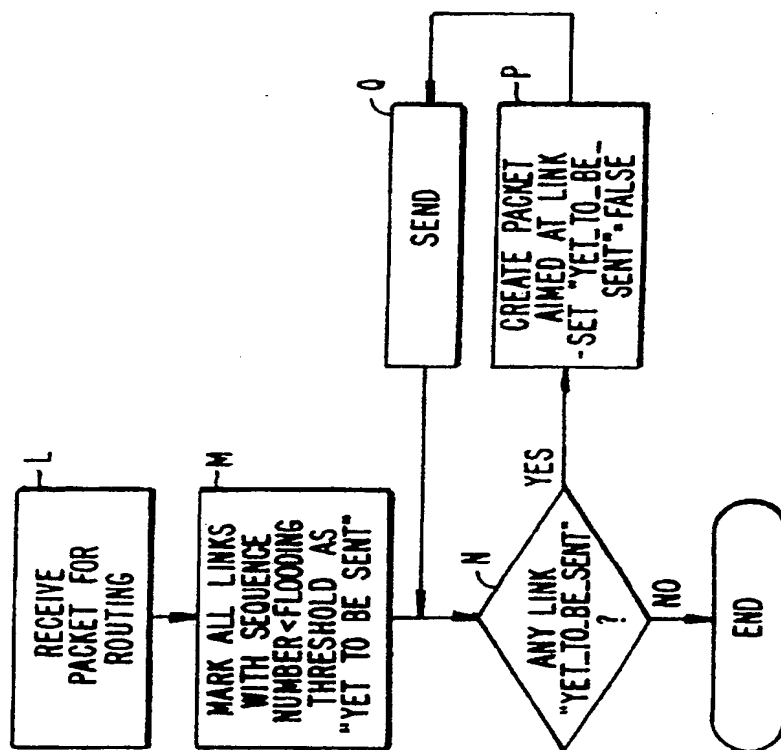 L
RECEIVE
PACKET FOR
ROUTING
M
MARK ALL LINKS
WITH SEQUENCE
NUMBER<FLOODING
THRESHOLD AS
"YET TO BE SENT"
N
ANY LINK
"YET_TO_BE_SENT"
?
YES
P
CREATE PACKET
AIMED AT LINK
-SET "YET_TO_BE_
SENT"=FALSE
Q
SEND
NO
END